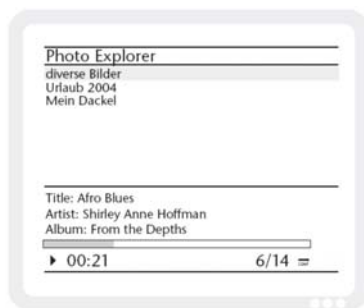 Photo Explorer
diverse Bilder
Urlaub 2004
Mein Dackel
Title: Afro Blues
Artist: Shirley Anne Hoffman
Album: From the Depths
00:21 6/14